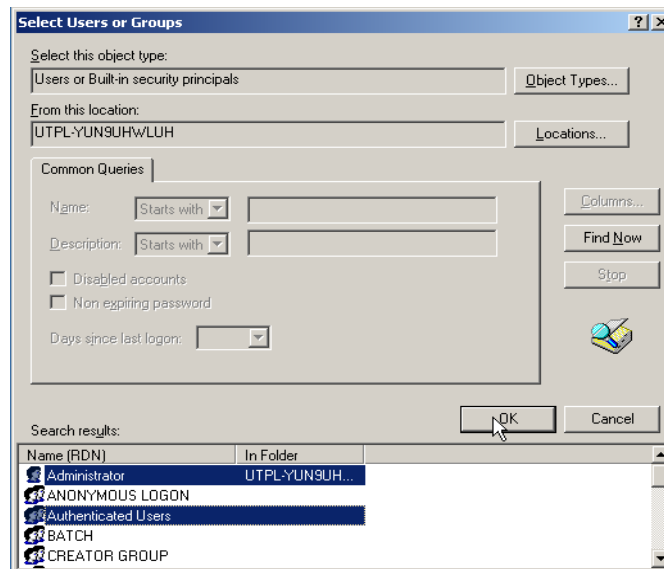 Select Users or Groups
Select this object type:
Users or Built-in security principals
Object Types...
From this location:
UTPL-YUN9UHWLUH
Locations...
Common Queries
Name:
Starts with
Columns...
Description:
Starts with
Find Now
Disabled accounts
Stop
Non expiring password
Days since last logon:
OK
Cancel
Search results:
Name (RDN) In Folder
Administrator UTPL-YUN9UH...
ANONYMOUS LOGON
Authenticated Users
BATCH
CREATOR GROUP